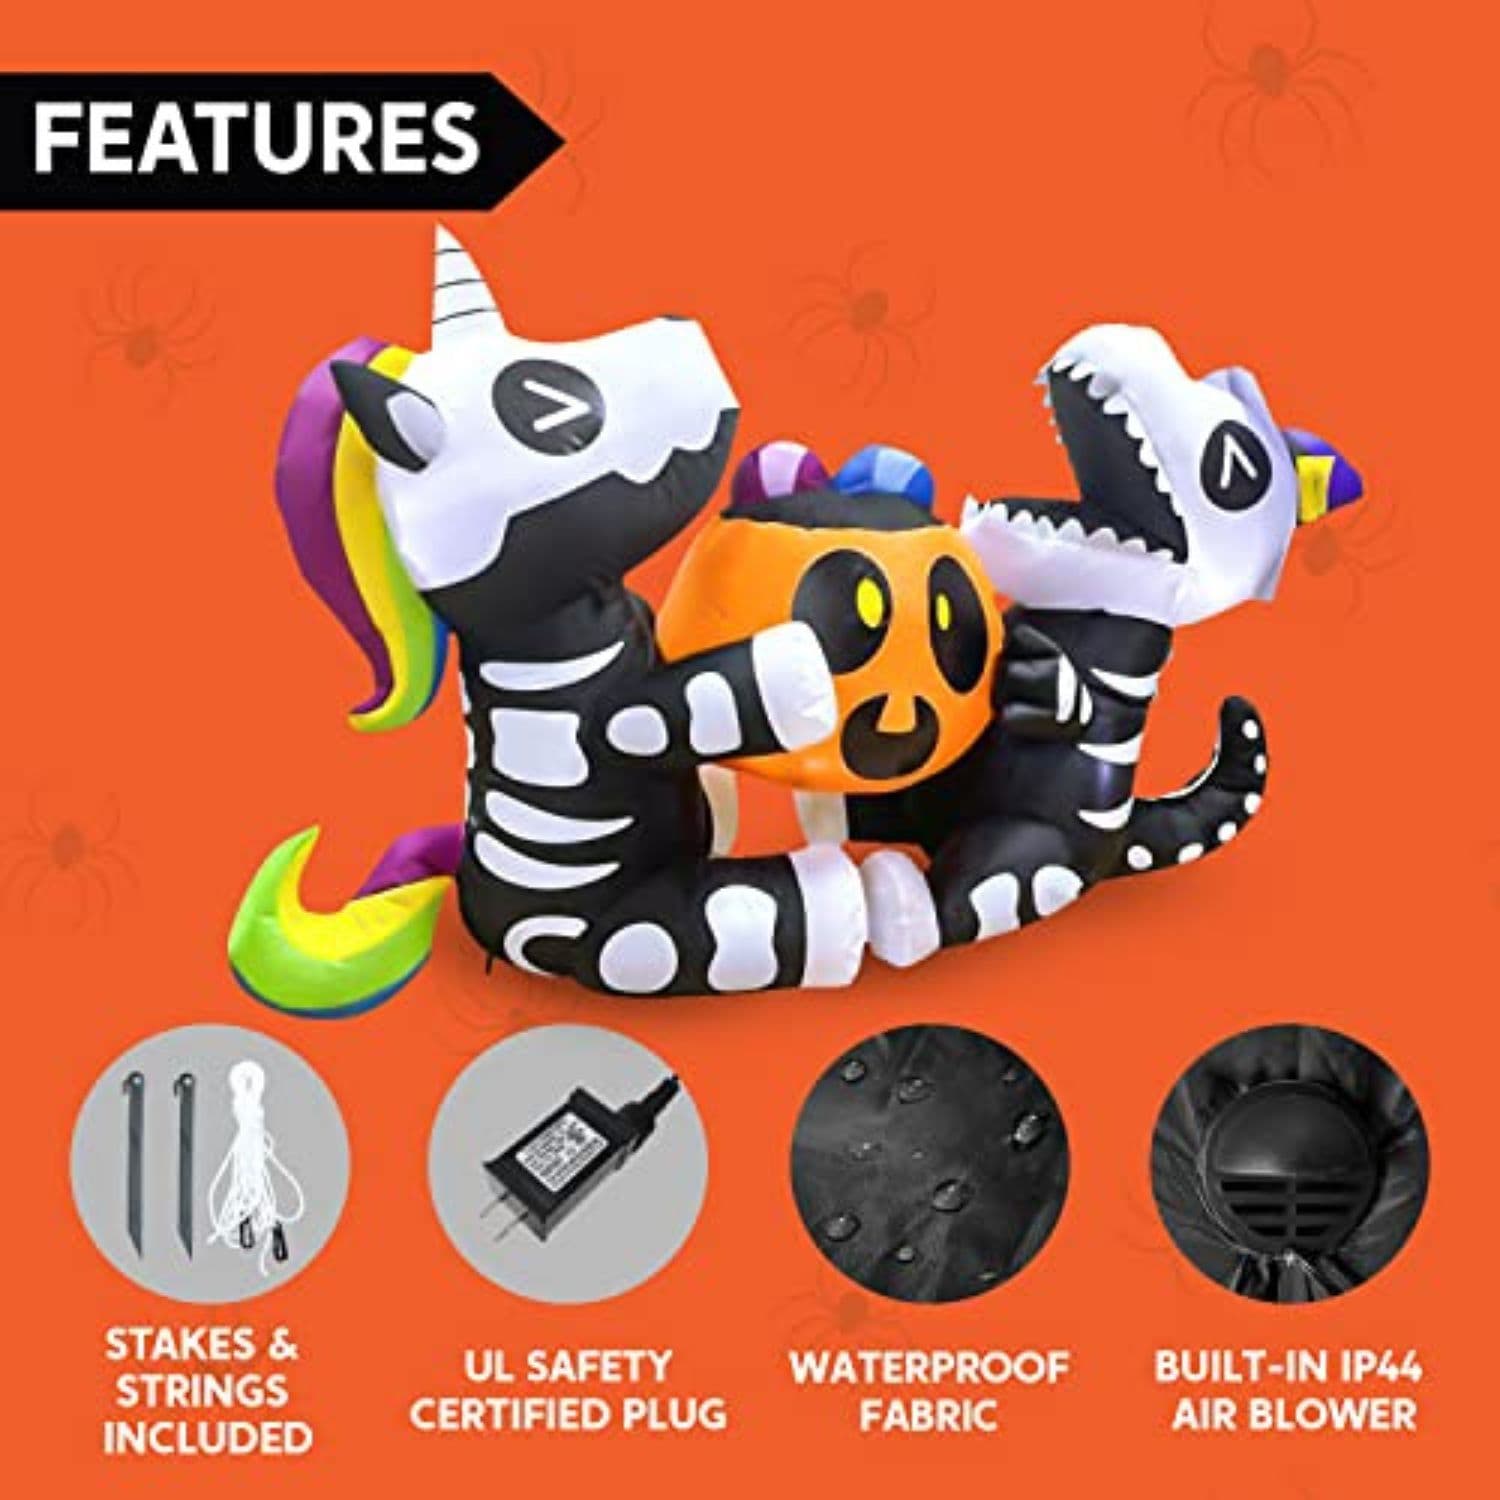 FEATURES
STAKES &
STRINGS
INCLUDED
UL SAFETY
CERTIFIED PLUG
WATERPROOF
FABRIC
BUILT-IN IP44
AIR BLOWER